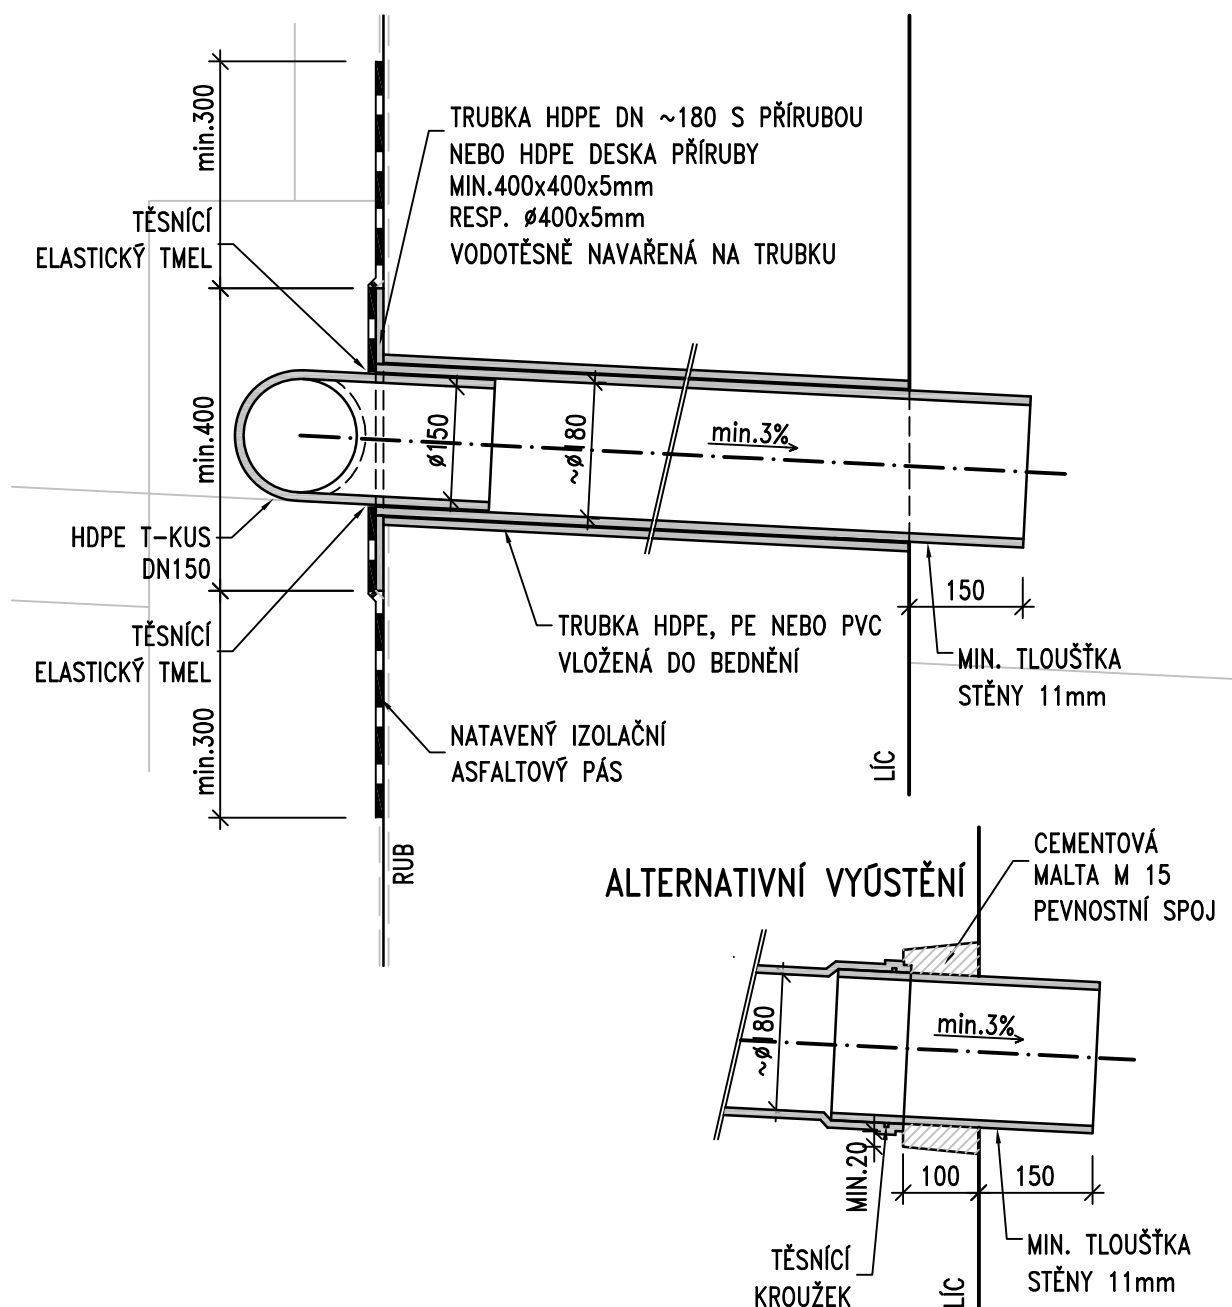 min.300
TRUBKA HDPE DN ~180 S PŘÍRUBOU
NEBO HDPE DESKA PŘÍRUBY
MIN.400x400x5mm
RESP. ø400x5mm
VODOTĚSNĚ NAVAŘENÁ NA TRUBKU
TĚSNÍCÍ
ELASTICKÝ TMEL
min.400
ø150
~ø180
min.3%
HDPE T-KUS
DN150
TĚSNÍCÍ
ELASTICKÝ TMEL
min.300
TRUBKA HDPE, PE NEBO PVC
VLOŽENÁ DO BEDNĚNÍ
150
MIN. TLOUŠŤKA
STĚNY 11mm
NATAVENÝ IZOLAČNÍ
ASFALTOVÝ PÁS
LÍC
RUB
ALTERNATIVNÍ VYÚSTĚNÍ
CEMENTOVÁ
MALTA M 15
PEVNOSTNÍ SPOJ
~ø180
min.3%
MIN.20
100
150
TĚSNÍCÍ
KROUŽEK
LÍC
MIN. TLOUŠŤKA
STĚNY 11mm